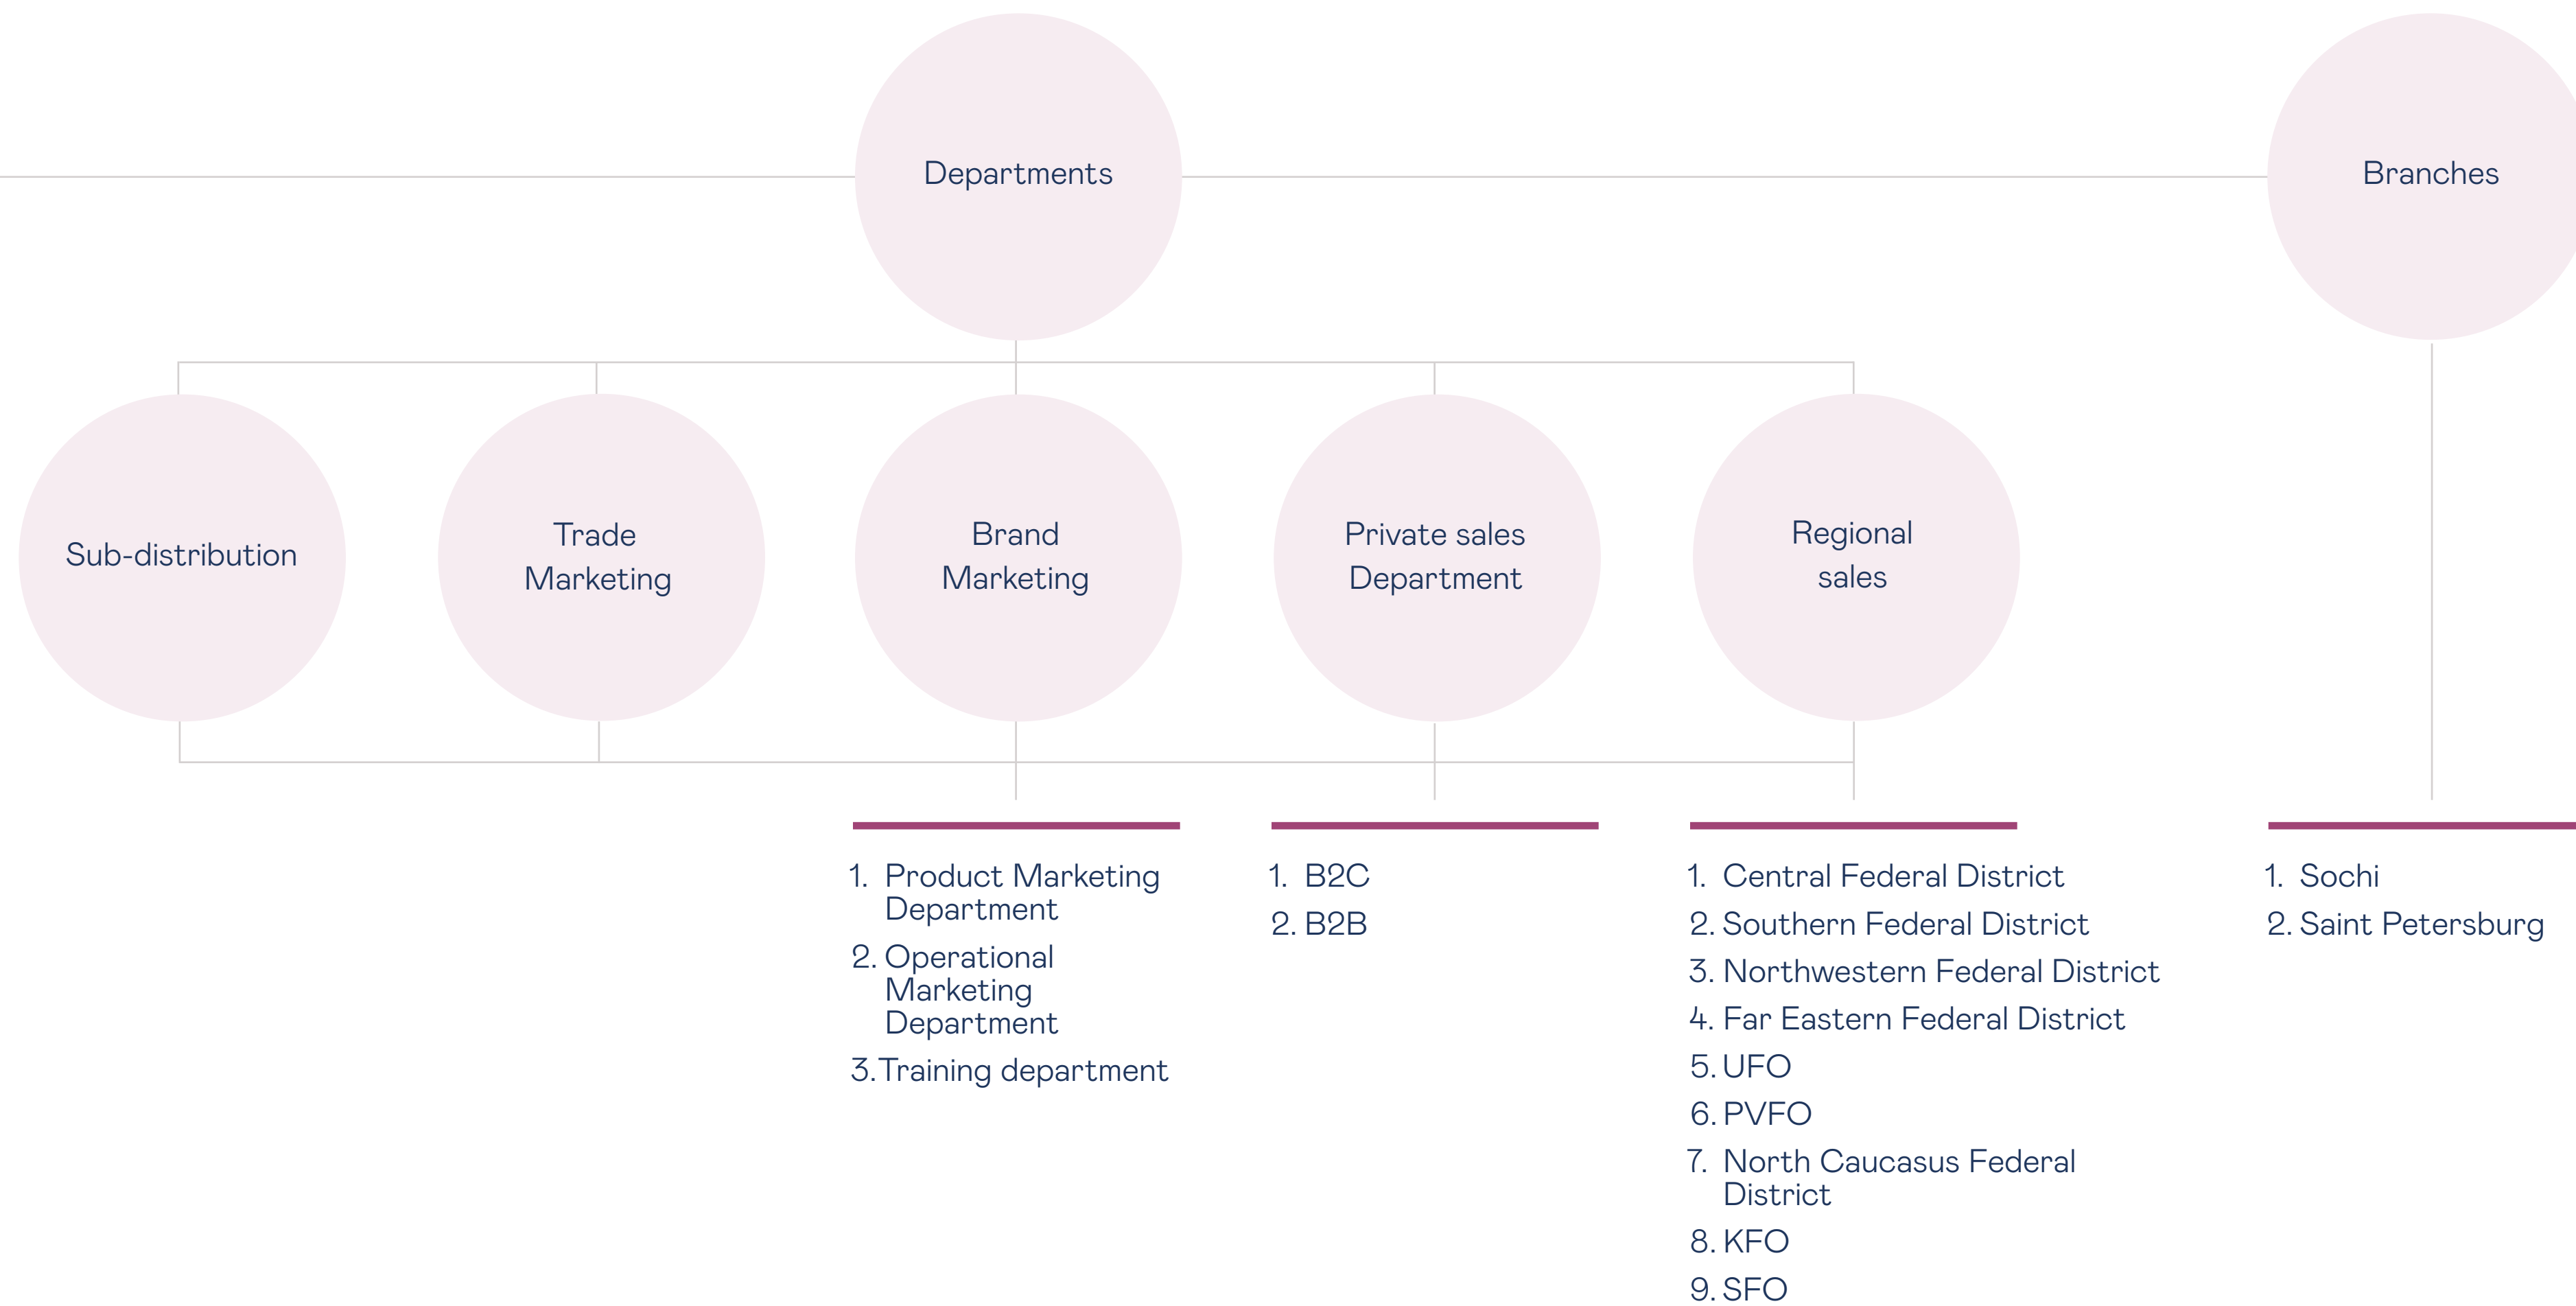 Departments
Branches
Sub-distribution
Trade
Marketing
Brand
Marketing
Private sales
Department
Regional
sales
1. Product Marketing
Department
2. Operational
Marketing
Department
3. Training department
1. B2C
2. B2B
1. Central Federal District
2. Southern Federal District
3. Northwestern Federal District
4. Far Eastern Federal District
5. UFO
6. PVFO
7. North Caucasus Federal
District
8. KFO
9. SFO
1. Sochi
2. Saint Petersburg